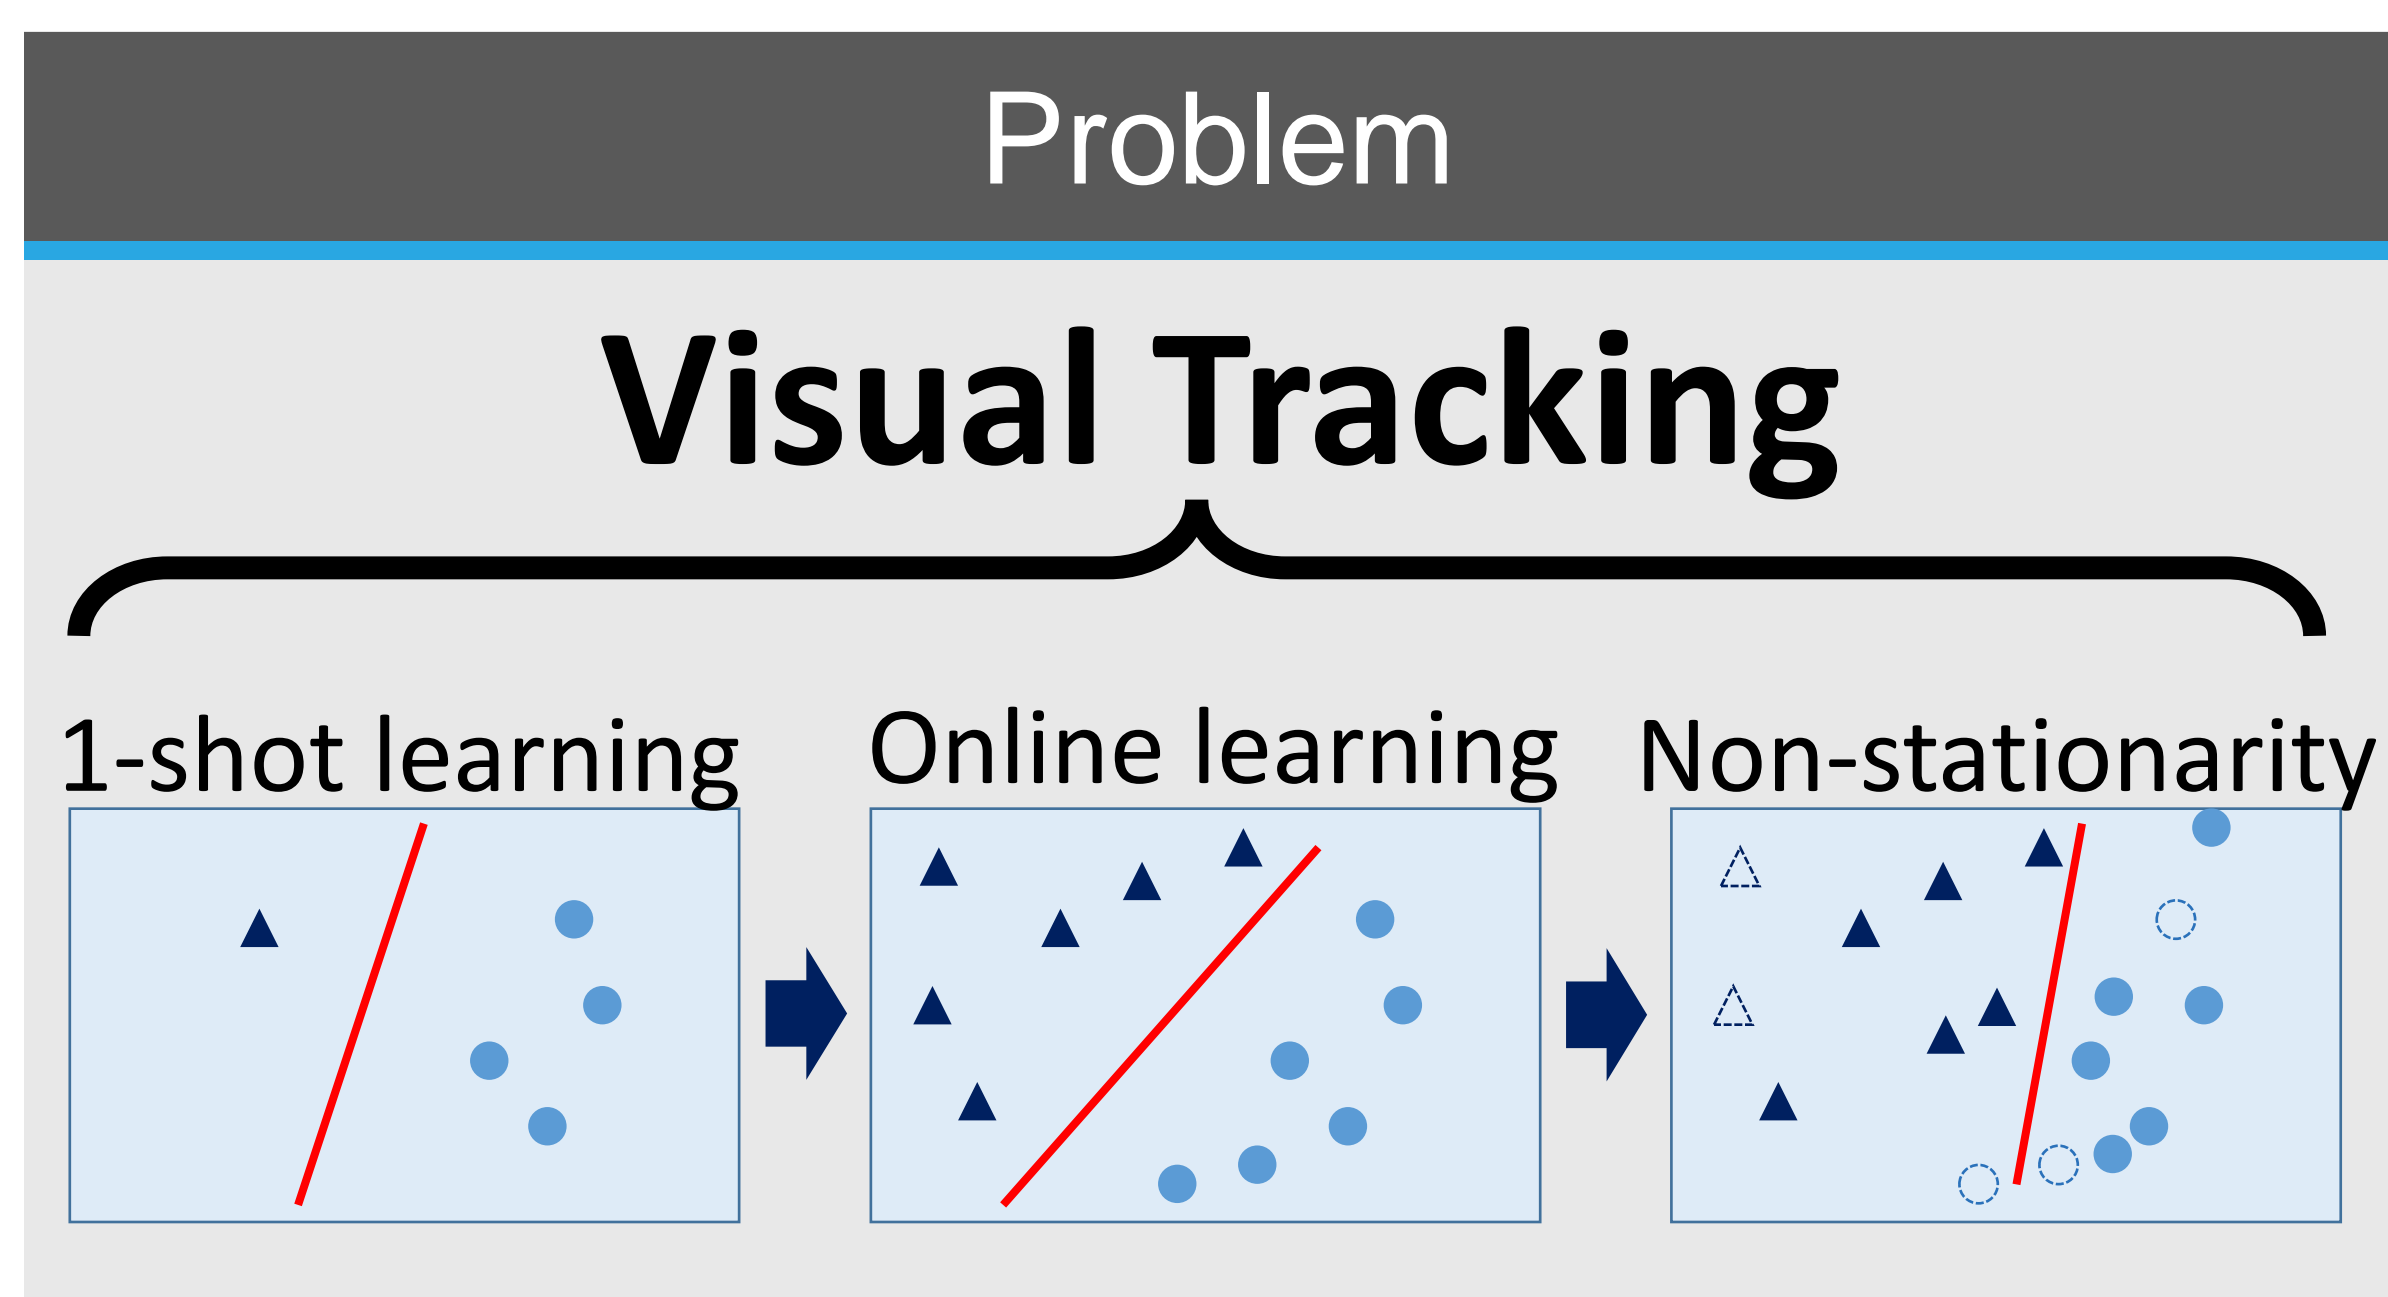 Problem
Visual Tracking
1-shot learning
Online learning
Non-stationarity